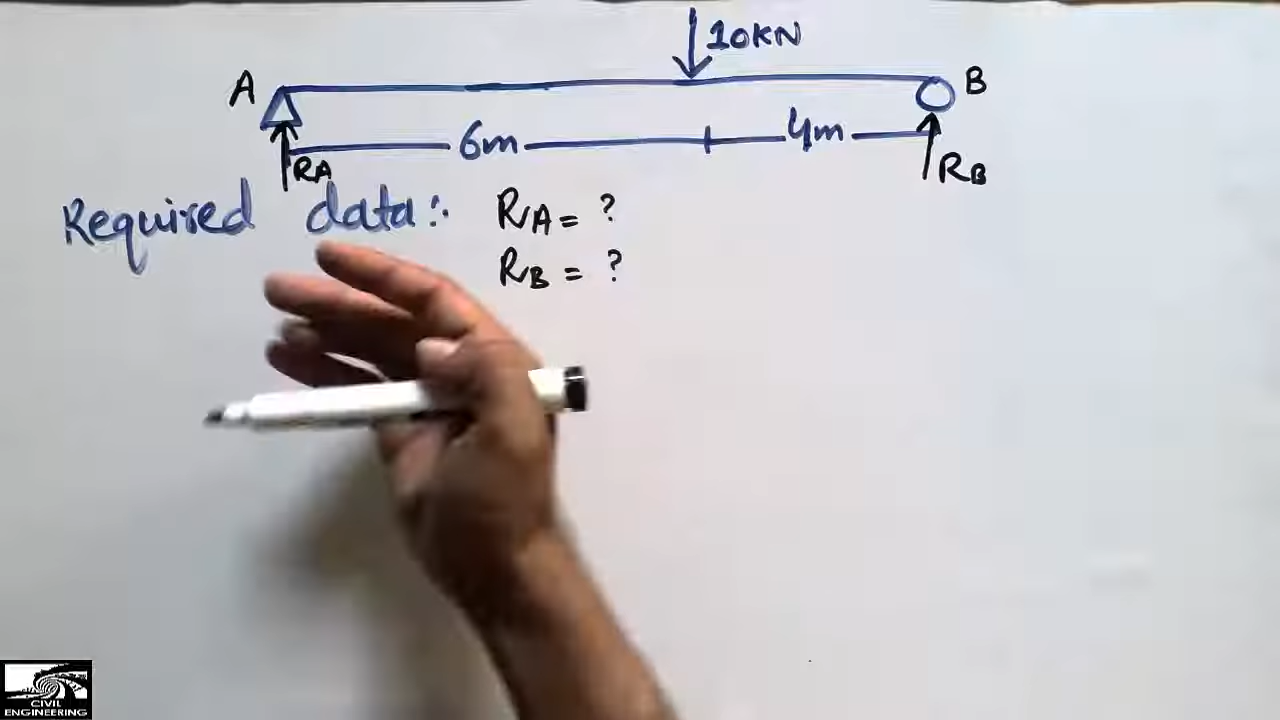 10KN
A B
6m 4m
RA RB
Required data:. RA = ?
RB = ?
CIVIL
ENGINEERING